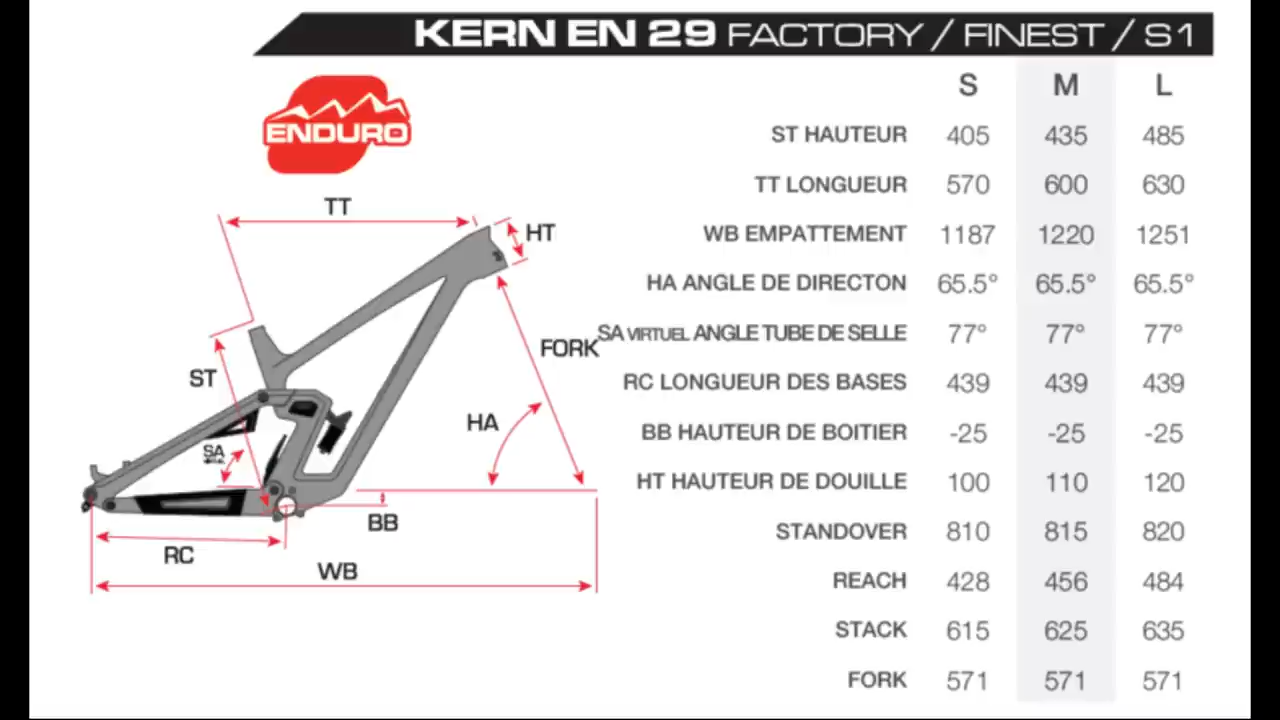 KERN EN 29 FACTORY / FINEST / S1
ENDURO
S M L
ST HAUTEUR 405 435 485
TT LONGUEUR 570 600 630
WB EMPATTEMENT 1187 1220 1251
HA ANGLE DE DIRECTON 65.5° 65.5° 65.5°
SA VIRTUEL ANGLE TUBE DE SELLE 77° 77° 77°
RC LONGUEUR DES BASES 439 439 439
BB HAUTEUR DE BOITIER -25 -25 -25
HT HAUTEUR DE DOUILLE 100 110 120
STANDOVER 810 815 820
REACH 428 456 484
STACK 615 625 635
FORK 571 571 571
TT
HT
FORK
ST
HA
SA
BB
RC
WB